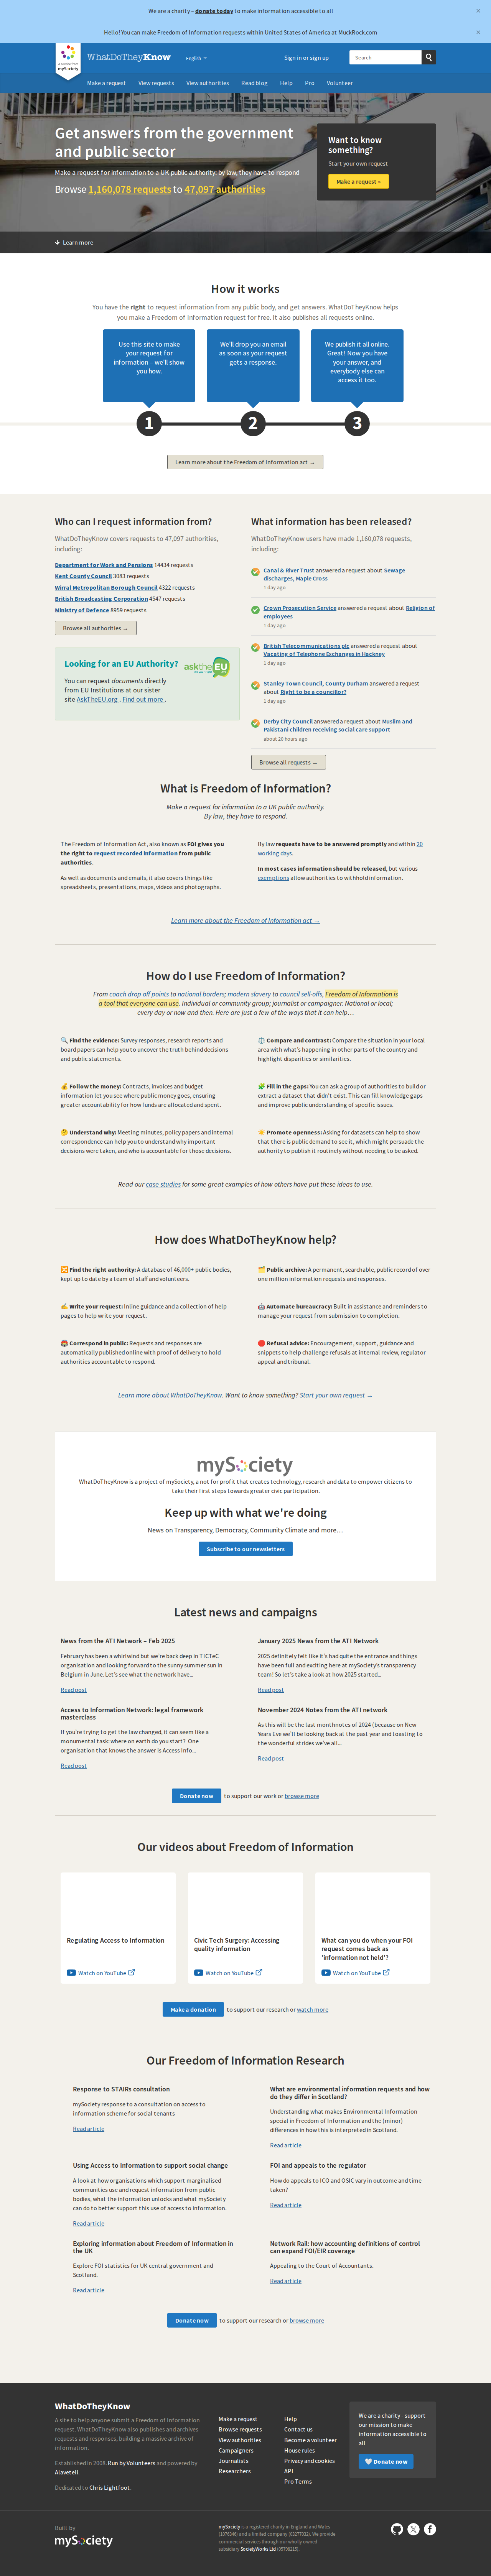 We are a charity – donate today to make information accessible to all
×
Hello! You can make Freedom of Information requests within United States of America at MuckRock.com
×
mySociety
WhatDoTheyKnow
English
Sign in or sign up
Search
Make a request
View requests
View authorities
Read blog
Help
Pro
Volunteer
Get answers from the government
and public sector
Make a request for information to a UK public authority: by law, they have to respond
Browse 1,160,078 requests to 47,097 authorities
Want to know
something?
Start your own request
Make a request »
↓ Learn more
How it works
You have the right to request information from any public body, and get answers. WhatDoTheyKnow helps
you make a Freedom of Information request for free. It also publishes all requests online.
Use this site to make
your request for
information – we'll show
you how.
We'll drop you an email
as soon as your request
gets a response.
We publish it all online.
Great! Now you have
your answer, and
everybody else can
access it too.
1
2
3
Learn more about the Freedom of Information act →
Who can I request information from?
WhatDoTheyKnow covers requests to 47,097 authorities,
including:
Department for Work and Pensions 14434 requests
Kent County Council 3083 requests
Wirral Metropolitan Borough Council 4322 requests
British Broadcasting Corporation 4547 requests
Ministry of Defence 8959 requests
Browse all authorities →
Looking for an EU Authority?
asktheEU
You can request documents directly
from EU Institutions at our sister
site AskTheEU.org . Find out more .
What information has been released?
WhatDoTheyKnow users have made 1,160,078 requests,
including:
Canal & River Trust answered a request about Sewage
discharges, Maple Cross
1 day ago
Crown Prosecution Service answered a request about Religion of
employees
1 day ago
British Telecommunications plc answered a request about
Vacating of Telephone Exchanges in Hackney
1 day ago
Stanley Town Council, County Durham answered a request
about Right to be a councillor?
1 day ago
Derby City Council answered a request about Muslim and
Pakistani children receiving social care support
about 20 hours ago
Browse all requests →
What is Freedom of Information?
Make a request for information to a UK public authority.
By law, they have to respond.
The Freedom of Information Act, also known as FOI gives you
the right to request recorded information from public
authorities.
As well as documents and emails, it also covers things like
spreadsheets, presentations, maps, videos and photographs.
By law requests have to be answered promptly and within 20
working days.
In most cases information should be released, but various
exemptions allow authorities to withhold information.
Learn more about the Freedom of Information act →
How do I use Freedom of Information?
From coach drop off points to national borders; modern slavery to council sell-offs, Freedom of Information is
a tool that everyone can use. Individual or community group; journalist or campaigner. National or local;
every day or now and then. Here are just a few of the ways that it can help…
🔍 Find the evidence: Survey responses, research reports and
board papers can help you to uncover the truth behind decisions
and public statements.
⚖️ Compare and contrast: Compare the situation in your local
area with what's happening in other parts of the country and
highlight disparities or similarities.
💰 Follow the money: Contracts, invoices and budget
information let you see where public money goes, ensuring
greater accountability for how funds are allocated and spent.
🧩 Fill in the gaps: You can ask a group of authorities to build or
extract a dataset that didn't exist. This can fill knowledge gaps
and improve public understanding of specific issues.
🤔 Understand why: Meeting minutes, policy papers and internal
correspondence can help you to understand why important
decisions were taken, and who is accountable for those decisions.
☀️ Promote openness: Asking for datasets can help to show
that there is public demand to see it , which might persuade the
authority to publish it routinely without needing to be asked.
Read our case studies for some great examples of how others have put these ideas to use.
How does WhatDoTheyKnow help?
🔀 Find the right authority: A database of 46,000+ public bodies,
kept up to date by a team of staff and volunteers.
🗂️ Public archive: A permanent, searchable, public record of over
one million information requests and responses.
✍️ Write your request: Inline guidance and a collection of help
pages to help write your request.
🤖 Automate bureaucracy: Built in assistance and reminders to
manage your request from submission to completion.
📮 Correspond in public: Requests and responses are
automatically published online with proof of delivery to hold
authorities accountable to respond.
🛑 Refusal advice: Encouragement, support, guidance and
snippets to help challenge refusals at internal review, regulator
appeal and tribunal.
Learn more about WhatDoTheyKnow. Want to know something? Start your own request →
mySociety
WhatDoTheyKnow is a project of mySociety, a not for profit that creates technology, research and data to empower citizens to
take their first steps towards greater civic participation.
Keep up with what we're doing
News on Transparency, Democracy, Community Climate and more…
Subscribe to our newsletters
Latest news and campaigns
News from the ATI Network – Feb 2025
February has been a whirlwind but we're back deep in TICTeC
organisation and looking forward to the sunny summer sun in
Belgium in June. Let's see what the network have...
Read post
January 2025 News from the ATI Network
2025 definitely felt like it's hit quite the entrance and things
have been full and exciting here at mySociety's transparency
team! So let's take a look at how 2025 started...
Read post
Access to Information Network: legal framework
masterclass
If you're trying to get the law changed, it can seem like a
monumental task: where on earth do you start? One
organisation that knows the answer is Access Info...
Read post
November 2024 Notes from the ATI network
As this will be the last monthnotes of 2024 (because on New
Years Eve we'll be looking back at the past year and toasting to
the wonderful strides we've all...
Read post
Donate now to support our work or browse more
Our videos about Freedom of Information
Regulating Access to Information
Watch on YouTube
Civic Tech Surgery: Accessing
quality information
Watch on YouTube
What can you do when your FOI
request comes back as
'information not held'?
Watch on YouTube
Make a donation to support our research or watch more
Our Freedom of Information Research
Response to STAIRs consultation
mySociety response to a consultation on access to
information scheme for social tenants
Read article
What are environmental information requests and how
do they differ in Scotland?
Understanding what makes Environmental Information
special in Freedom of Information and the (minor)
differences in how this is interpreted in Scotland.
Read article
Using Access to Information to support social change
A look at how organisations which support marginalised
communities use and request information from public
bodies, what the information unlocks and what mySociety
can do to better support this use of access to information.
Read article
FOI and appeals to the regulator
How do appeals to ICO and OSIC vary in outcome and time
taken?
Read article
Exploring information about Freedom of Information in
the UK
Explore FOI statistics for UK central government and
Scotland.
Read article
Network Rail: how accounting definitions of control
can expand FOI/EIR coverage
Appealing to the Court of Accountants.
Read article
Donate now to support our research or browse more
WhatDoTheyKnow
A site to help anyone submit a Freedom of Information
request. WhatDoTheyKnow also publishes and archives
requests and responses, building a massive archive of
information.
Established in 2008. Run by Volunteers and powered by
Alaveteli.
Dedicated to Chris Lightfoot.
Make a request
Browse requests
View authorities
Campaigners
Journalists
Researchers
Help
Contact us
Become a volunteer
House rules
Privacy and cookies
API
Pro Terms
We are a charity - support
our mission to make
information accessible to
all
🤍 Donate now
Built by
mySociety
mySociety is a registered charity in England and Wales
(1076346) and a limited company (03277032). We provide
commercial services through our wholly owned
subsidiary SocietyWorks Ltd (05798215).